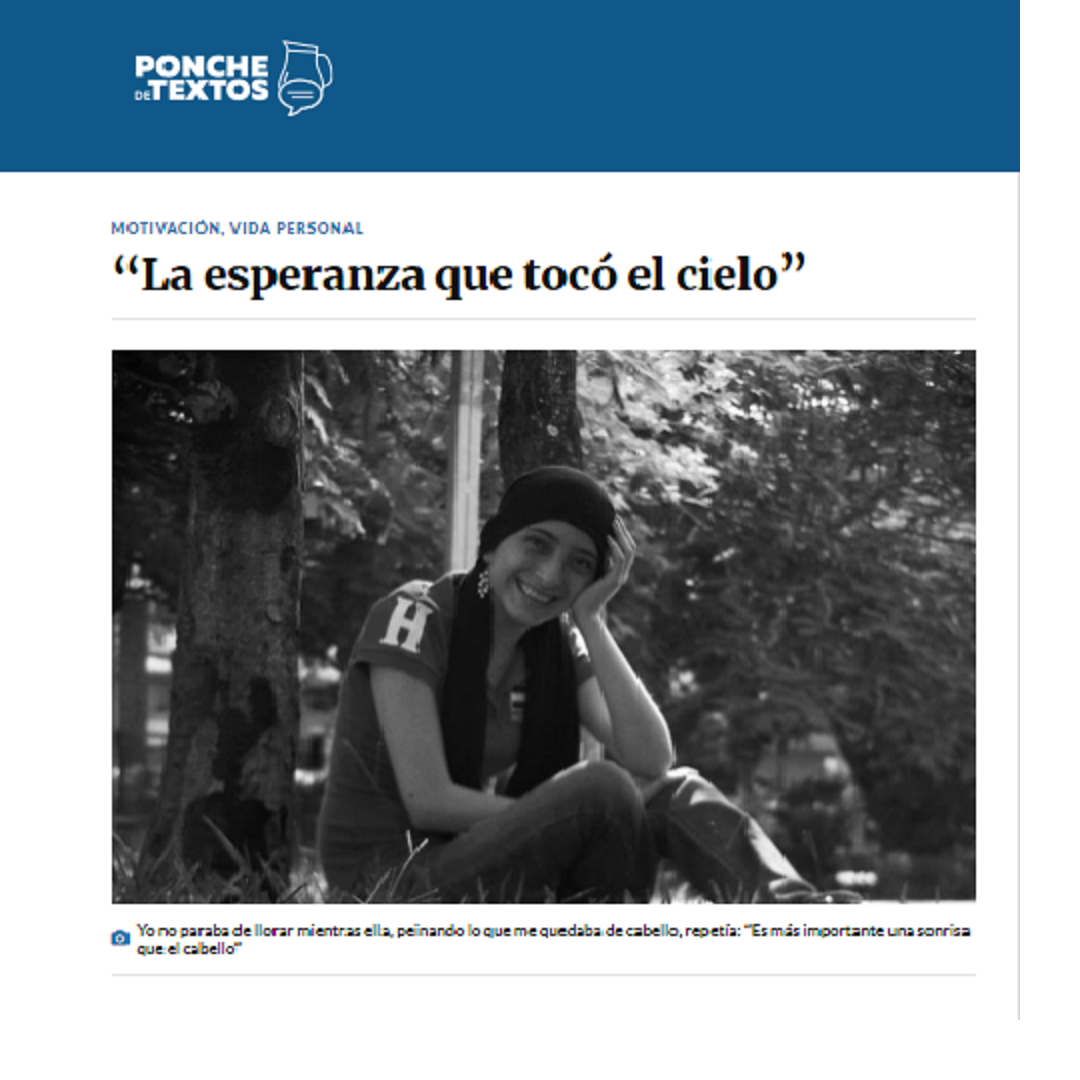 PONCHE
DE TEXTOS
MOTIVACIÓN, VIDA PERSONAL
“La esperanza que tocó el cielo”
H
Yo no paraba de llorar mientras ella, peinando lo que me quedaba de cabello, repetía: “Es más importante una sonrisa
que el cabello”